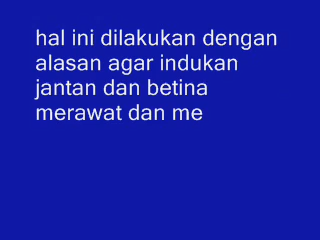 hal ini dilakukan dengan
alasan agar indukan
jantan dan betina
merawat dan me